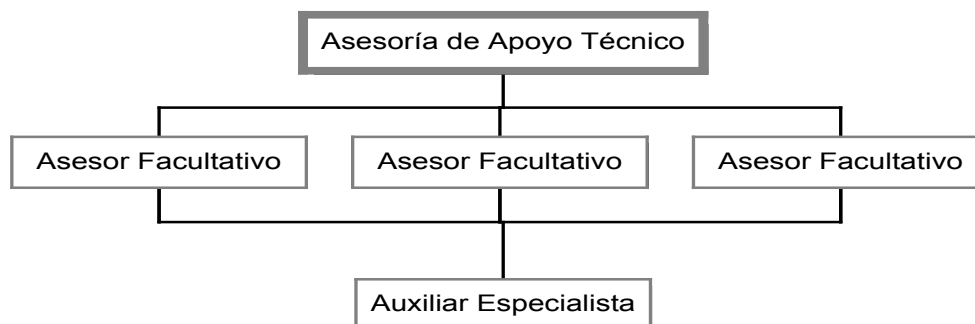 Asesoría de Apoyo Técnico
Asesor Facultativo
Asesor Facultativo
Asesor Facultativo
Auxiliar Especialista